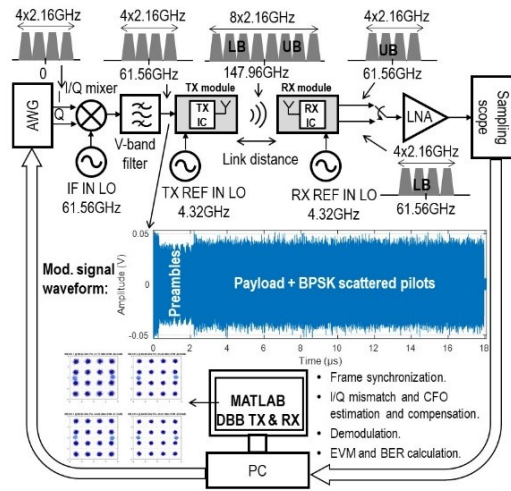 4x2.16GHz
4x2.16GHz
8x2.16GHz
4x2.16GHz
LB
UB
UB
0
I/Q mixer
61.56GHz
147.96GHz
61.56GHz
AWG
I
Q
V-band
filter
TX module
TX
IC
Link distance
RX module
RX
IC
LNA
Sampling
scope
IF IN LO
61.56GHz
TX REF IN LO
4.32GHz
RX REF IN LO
4.32GHz
4x2.16GHz
LB
61.56GHz
Mod. signal
waveform:
Amplitude (V)
0.05
0
-0.05
Preambles
Payload + BPSK scattered pilots
0 2 4 6 8 10 12 14 16 18
Time (μs)
MATLAB
DBB TX & RX
PC
• Frame synchronization.
• I/Q mismatch and CFO
estimation and compensation.
• Demodulation.
• EVM and BER calculation.